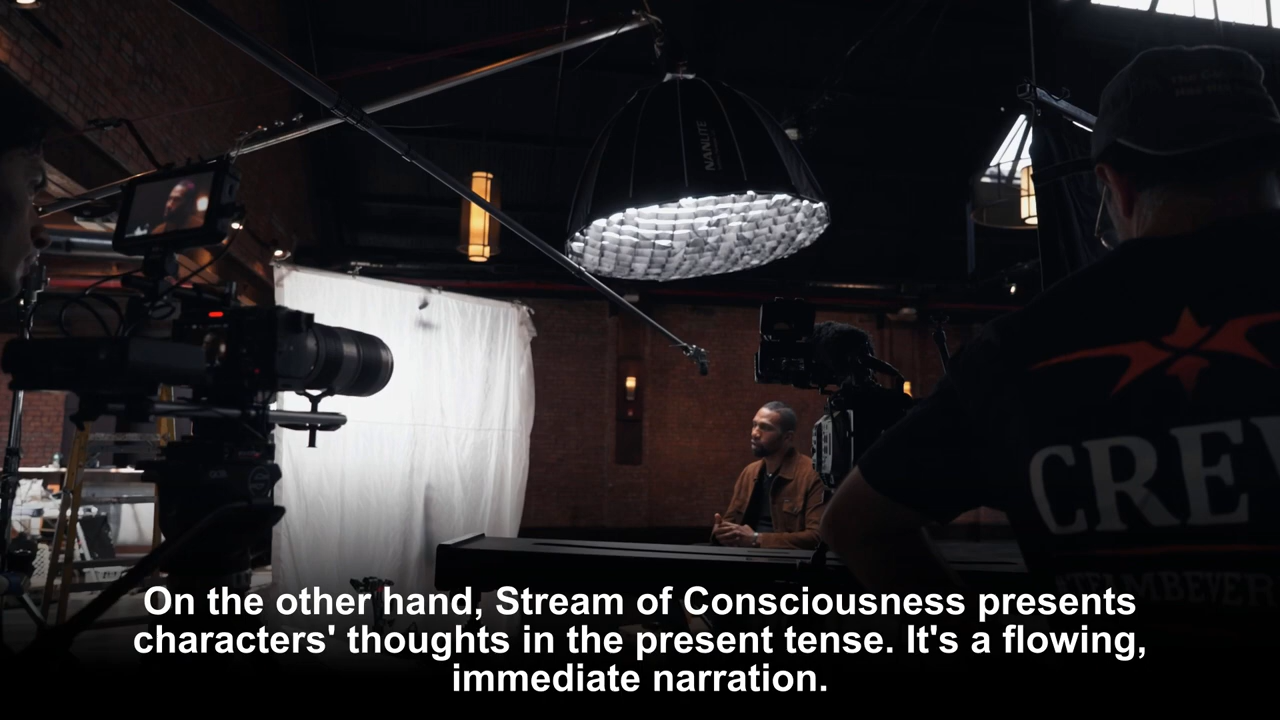 NANLITE
CREW
On the other hand, Stream of Consciousness presents
characters' thoughts in the present tense. It's a flowing,
immediate narration.